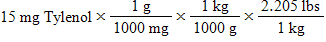 15 mg Tylenol × 1 g / 1000 mg × 1 kg / 1000 g × 2.205 lbs / 1 kg